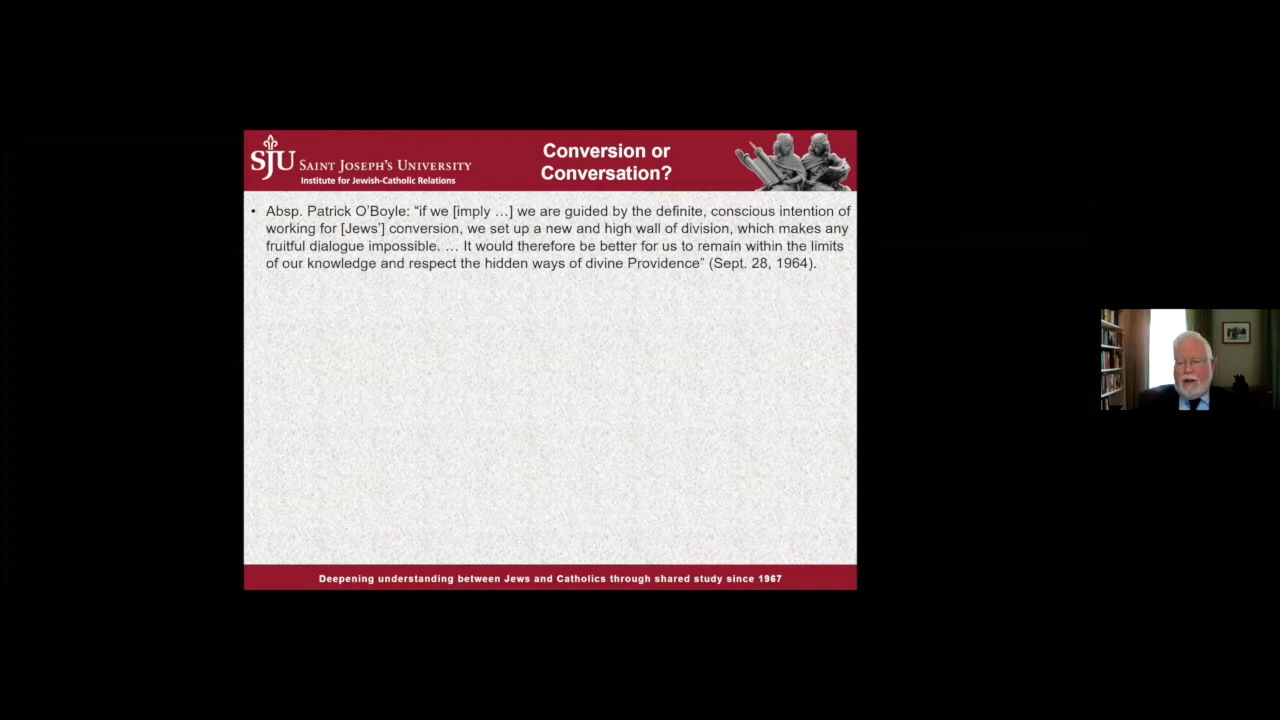 SJU SAINT JOSEPH'S UNIVERSITY
Institute for Jewish-Catholic Relations
Conversion or
Conversation?
• Absp. Patrick O'Boyle: “if we [imply …] we are guided by the definite, conscious intention of
working for [Jews'] conversion, we set up a new and high wall of division, which makes any
fruitful dialogue impossible. … It would therefore be better for us to remain within the limits
of our knowledge and respect the hidden ways of divine Providence” (Sept. 28, 1964).
Deepening understanding between Jews and Catholics through shared study since 1967